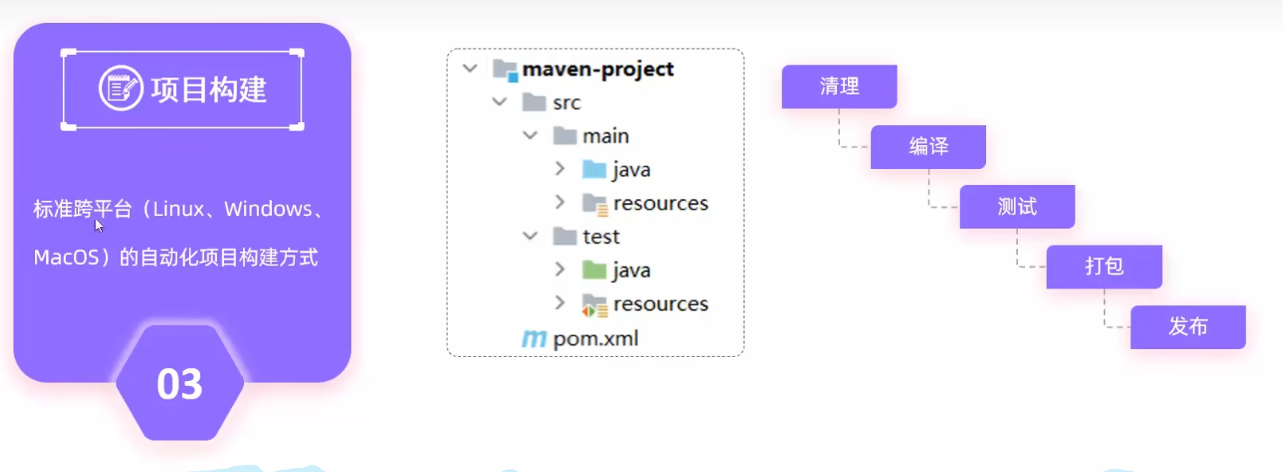 项目构建
标准跨平台（Linux、Windows、
MacOS）的自动化项目构建方式
03
maven-project
src
main
java
resources
test
java
resources
m pom.xml
清理
编译
测试
打包
发布